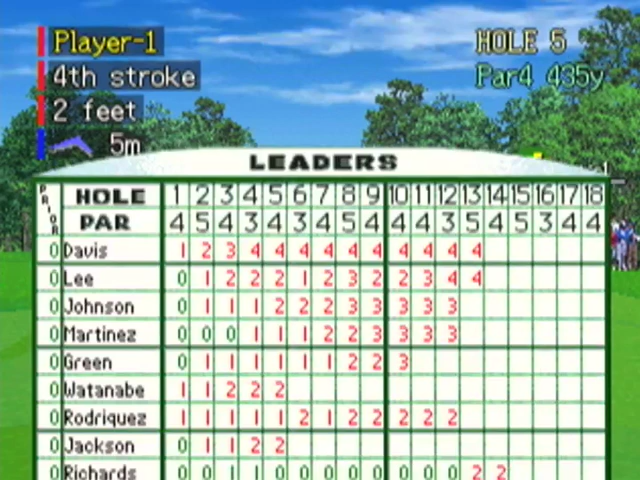 Player-1
HOLE 5
4th stroke
Par4 435y
2 feet
5m
1
LEADERS
PRIOR HOLE 1 2 3 4 5 6 7 8 9 10 11 12 13 14 15 16 17 18
PAR 4 5 4 3 4 3 4 5 4 4 4 3 5 4 5 3 4 4
0 Davis 1 2 3 4 4 4 4 4 4 4 4 4 4
0 Lee 0 1 2 2 2 1 2 3 2 2 3 4 4
0 Johnson 0 1 1 1 2 2 2 3 3 3 3 3
0 Martinez 0 0 0 1 1 1 2 2 3 3 3 3
0 Green 0 1 1 1 1 1 1 2 2 3
0 Watanabe 1 1 2 2 2
0 Rodriquez 1 1 1 1 1 2 1 2 2 2 2 2
0 Jackson 0 1 1 2 2
0 Richards 0 0 1 1 0 0 0 0 0 0 0 0 2 2